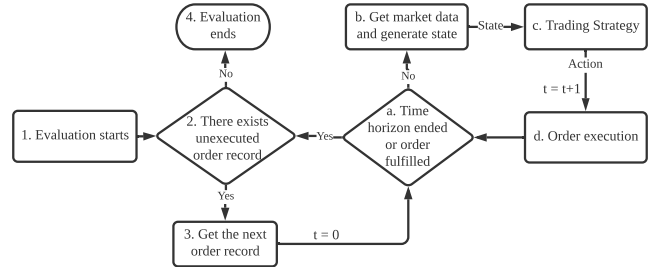 4. Evaluation
ends
b. Get market data
and generate state
State
c. Trading Strategy
No
No
Action
t = t+1
1. Evaluation starts
2. There exists
unexecuted
order record
Yes
a. Time
horizon ended
or order
fulfilled
d. Order execution
Yes
3. Get the next
order record
t = 0